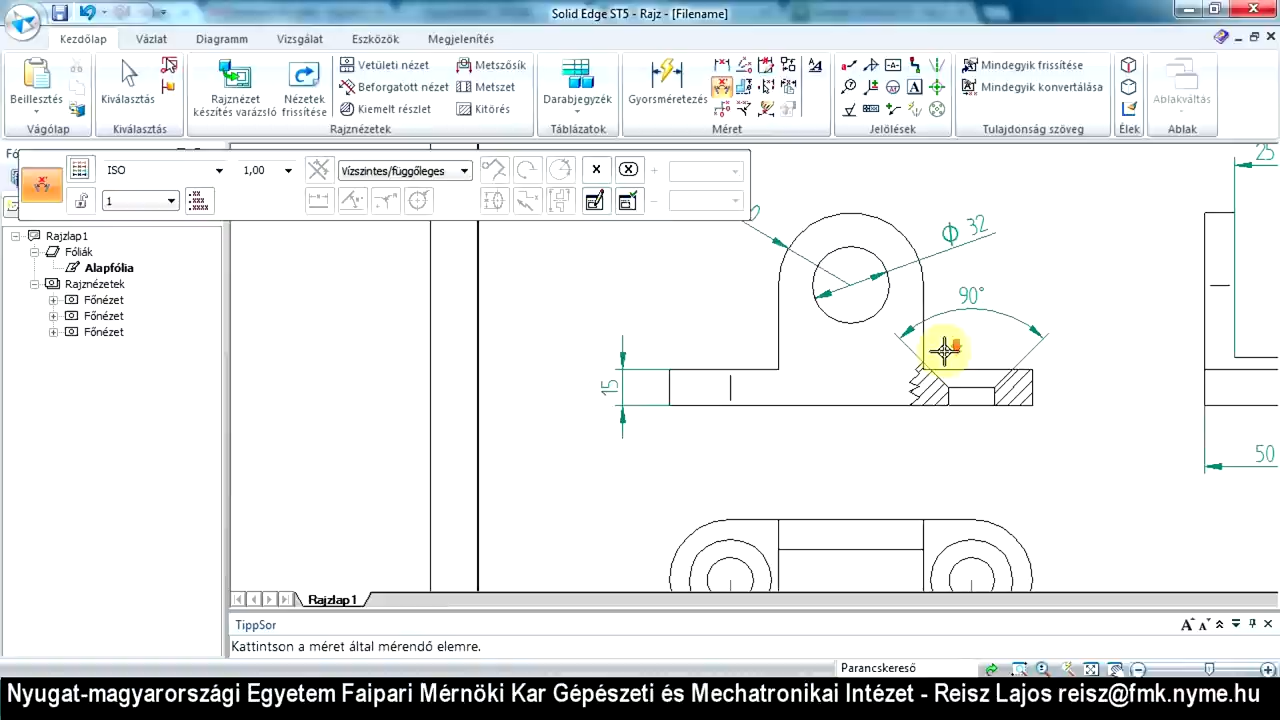 Solid Edge ST5 - Rajz - [Filename]
Kezdőlap Vázlat Diagramm Vizsgálat Eszközök Megjelenítés
Beillesztés
Vágólap
Kiválasztás
Kiválasztás
Rajznézet készítés varázsló
Nézetek frissítése
Vetületi nézet
Beforgatott nézet
Kiemelt részlet
Metszősík
Metszet
Kitörés
Rajznézetek
Darabjegyzék
Táblázatok
Gyorsméretezés
Méret
Jelölések
Mindegyik frissítése
Mindegyik konvertálása
Tulajdonság szöveg
Élek
Ablakváltás
Ablak
ISO 1,00 Vízszintes/függőleges
1
Rajzlap1
Fóliák
Alapfólia
Rajznézetek
Főnézet
Főnézet
Főnézet
25
Φ 32
90°
15
50
Rajzlap1
TippSor
Kattintson a méret által mérendő elemre.
Parancskereső
Nyugat-magyarországi Egyetem Faipari Mérnöki Kar Gépészeti és Mechatronikai Intézet - Reisz Lajos reisz@fmk.nyme.hu